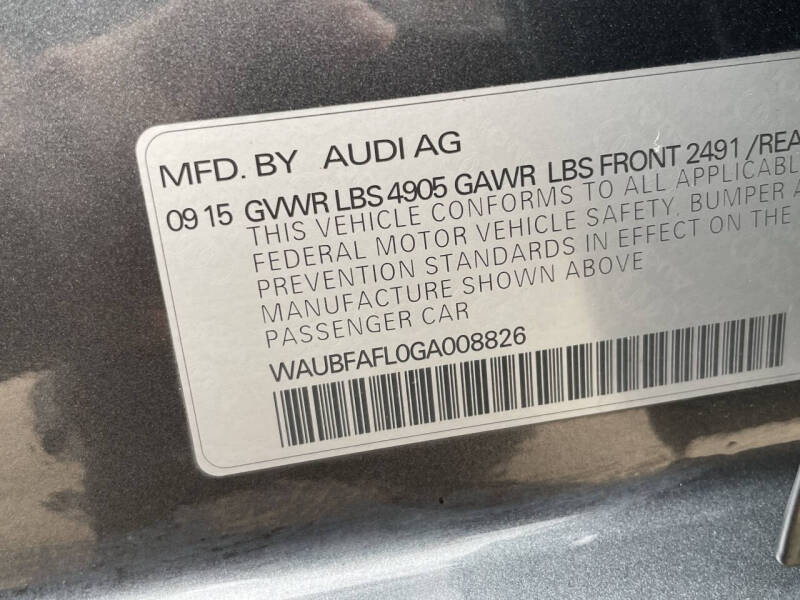 MFD. BY AUDI AG
09 15 GVWR LBS 4905 GAWR LBS FRONT 2491 /REA
THIS VEHICLE CONFORMS TO ALL APPLICABL
FEDERAL MOTOR VEHICLE SAFETY, BUMPER A
PREVENTION STANDARDS IN EFFECT ON THE
MANUFACTURE SHOWN ABOVE
PASSENGER CAR
WAUBFAFL0GA008826